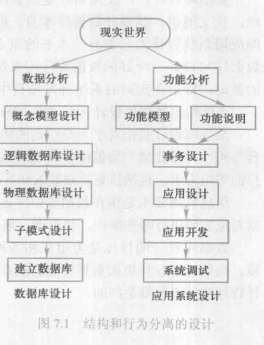 现实世界
数据分析
功能分析
概念模型设计
功能模型
功能说明
逻辑数据库设计
事务设计
物理数据库设计
应用设计
子模式设计
应用开发
建立数据库
系统调试
数据库设计
应用系统设计
图 7.1 结构和行为分离的设计